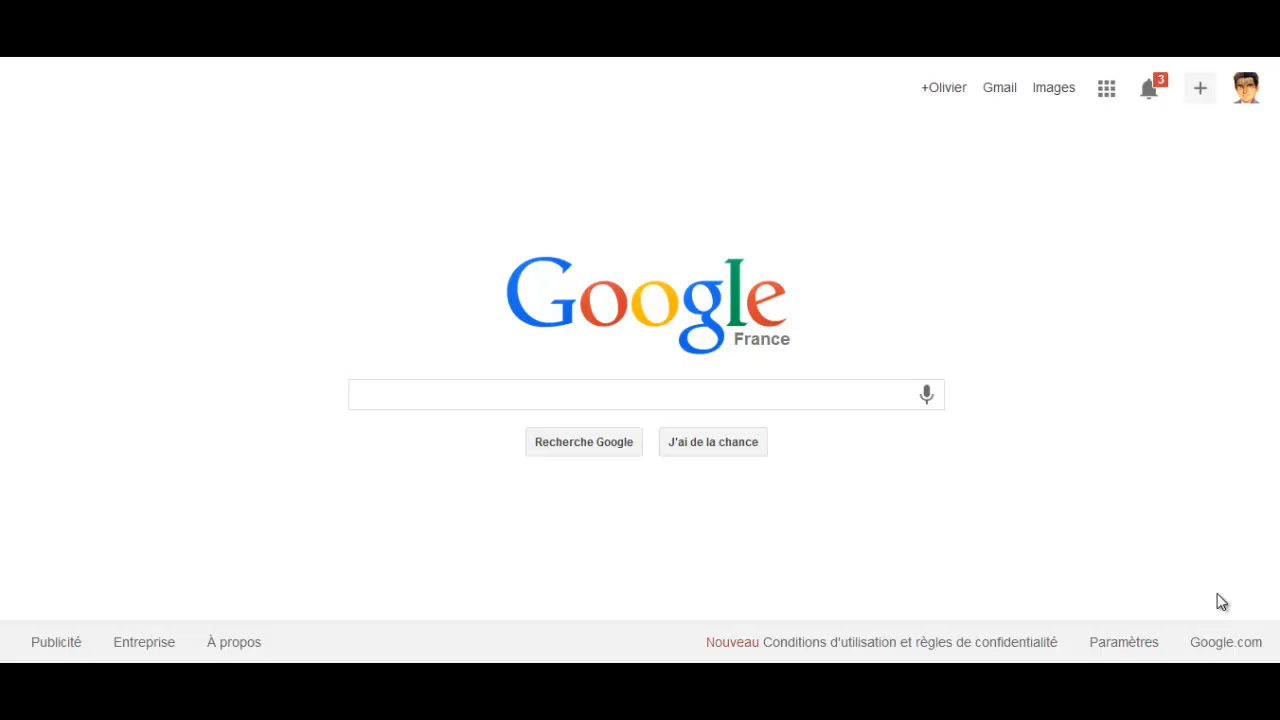 +Olivier Gmail Images 3
Google
France
Recherche Google J'ai de la chance
Publicité Entreprise À propos Nouveau Conditions d'utilisation et règles de confidentialité Paramètres Google.com